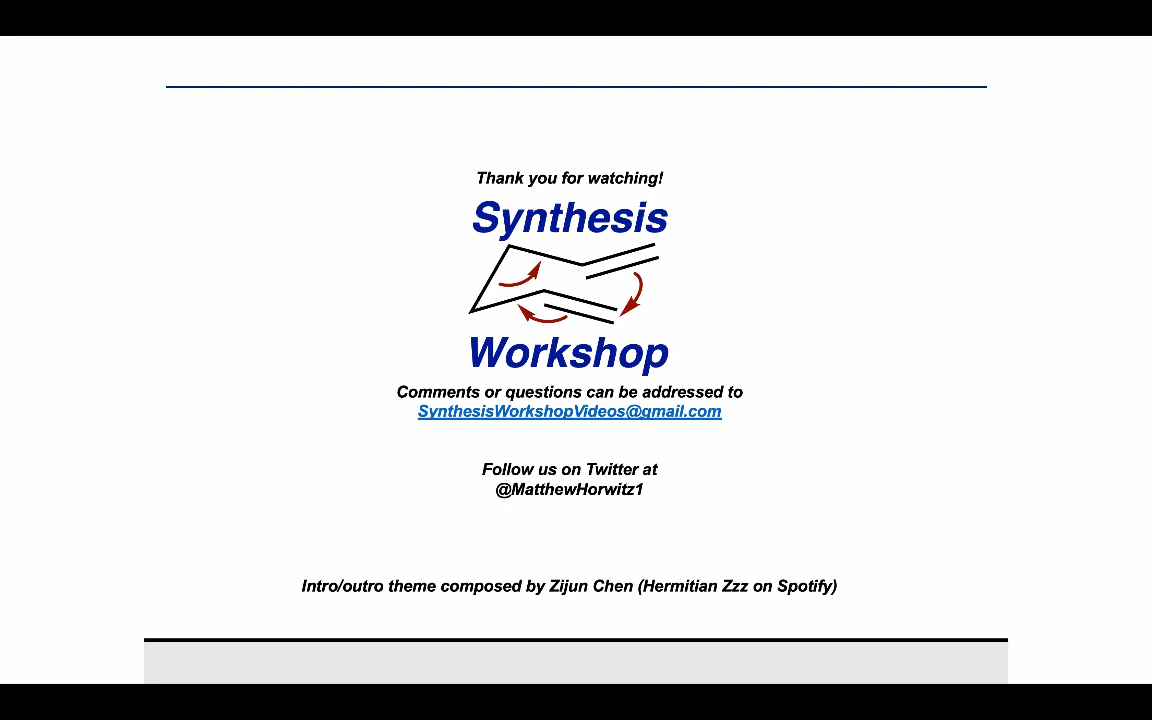 Thank you for watching!
Synthesis
Workshop
Comments or questions can be addressed to
SynthesisWorkshopVideos@gmail.com
Follow us on Twitter at
@MatthewHorwitz1
Intro/outro theme composed by Zijun Chen (Hermitian Zzz on Spotify)